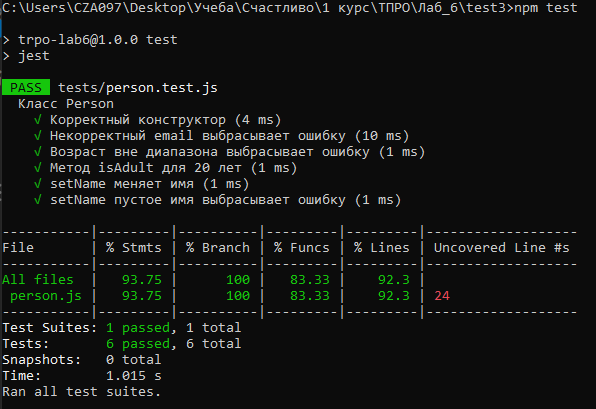 C:\Users\CZA097\Desktop\Учеба\Счастливо\1 курс\ТПРО\Лаб_6\test3>npm test
> trpo-lab6@1.0.0 test
> jest
PASS tests/person.test.js
Класс Person
√ Корректный конструктор (4 ms)
√ Некорректный email выбрасывает ошибку (10 ms)
√ Возраст вне диапазона выбрасывает ошибку (1 ms)
√ Метод isAdult для 20 лет (1 ms)
√ setName меняет имя (1 ms)
√ setName пустое имя выбрасывает ошибку (1 ms)
-----------|---------|----------|---------|---------|-------------------
File       | % Stmts | % Branch | % Funcs | % Lines | Uncovered Line #s
-----------|---------|----------|---------|---------|-------------------
All files  |   93.75 |      100 |   83.33 |    92.3 |
 person.js |   93.75 |      100 |   83.33 |    92.3 | 24
-----------|---------|----------|---------|---------|-------------------
Test Suites: 1 passed, 1 total
Tests:       6 passed, 6 total
Snapshots:   0 total
Time:        1.015 s
Ran all test suites.